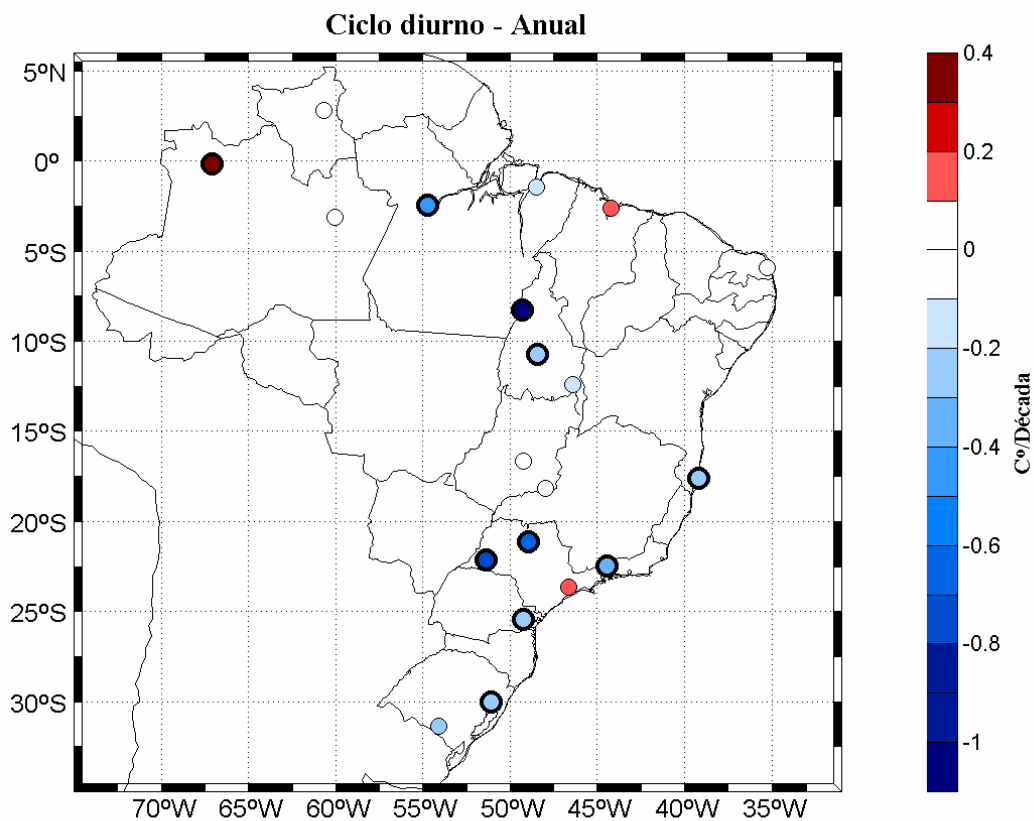 Ciclo diurno - Anual
5ºN
0º
5ºS
10ºS
15ºS
20ºS
25ºS
30ºS
70ºW
65ºW
60ºW
55ºW
50ºW
45ºW
40ºW
35ºW
0.4
0.2
0
-0.2
-0.4
-0.6
-0.8
-1
Cº/Década